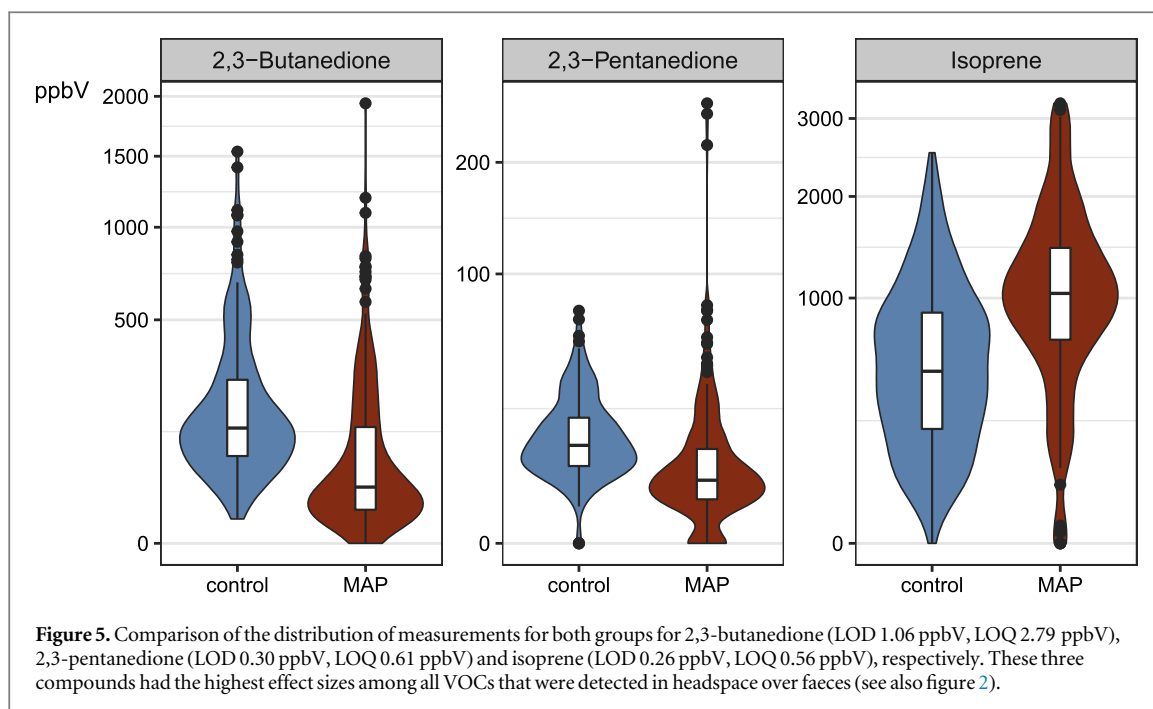 2,3−Butanedione
2,3−Pentanedione
Isoprene
ppbV
2000
1500
1000
500
0
control
MAP
200
100
0
control
MAP
3000
2000
1000
0
control
MAP
Figure 5. Comparison of the distribution of measurements for both groups for 2,3-butanedione (LOD 1.06 ppbV, LOQ 2.79 ppbV),
2,3-pentanedione (LOD 0.30 ppbV, LOQ 0.61 ppbV) and isoprene (LOD 0.26 ppbV, LOQ 0.56 ppbV), respectively. These three
compounds had the highest effect sizes among all VOCs that were detected in headspace over faeces (see also figure 2).